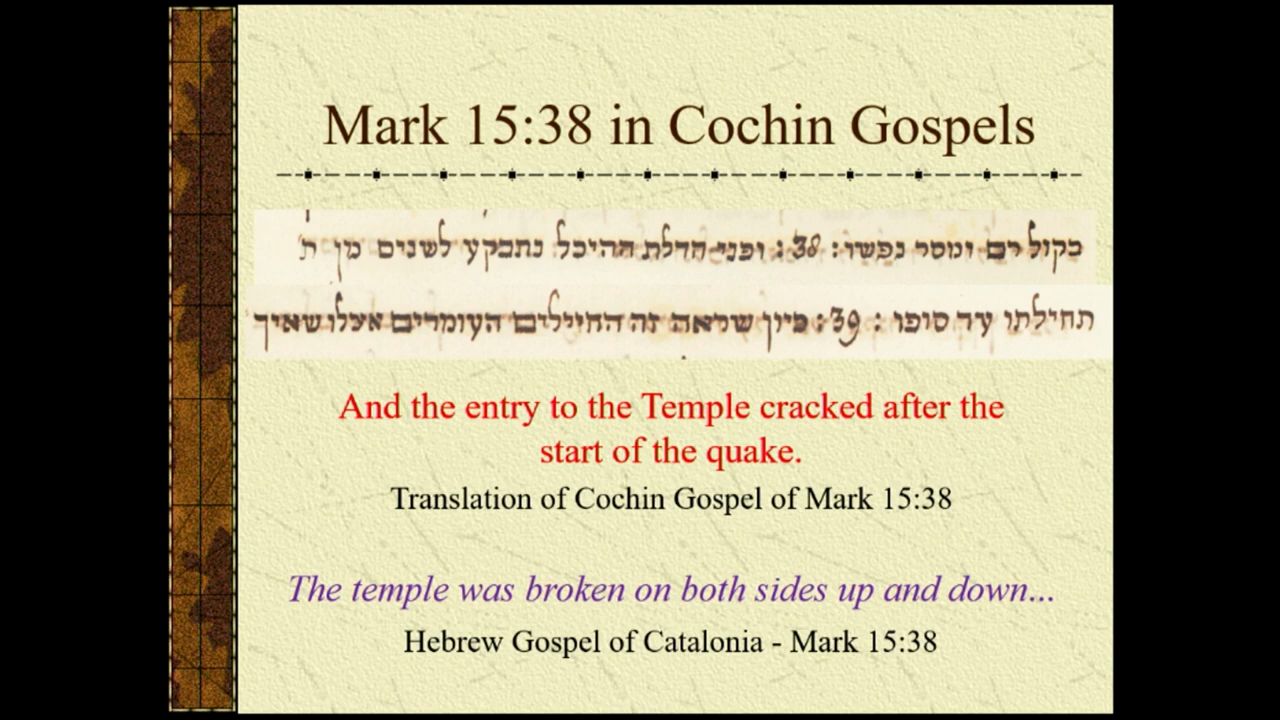 Mark 15:38 in Cochin Gospels
בקול רם ומסר נפשו : 38 : ופני הדלת ההיכל נתבקע לשנים מן ת'
תחילתו עד סופו : 39 : כיון שראה זה החיילים העומדים אצלו שאיך
And the entry to the Temple cracked after the
start of the quake.
Translation of Cochin Gospel of Mark 15:38
The temple was broken on both sides up and down...
Hebrew Gospel of Catalonia - Mark 15:38